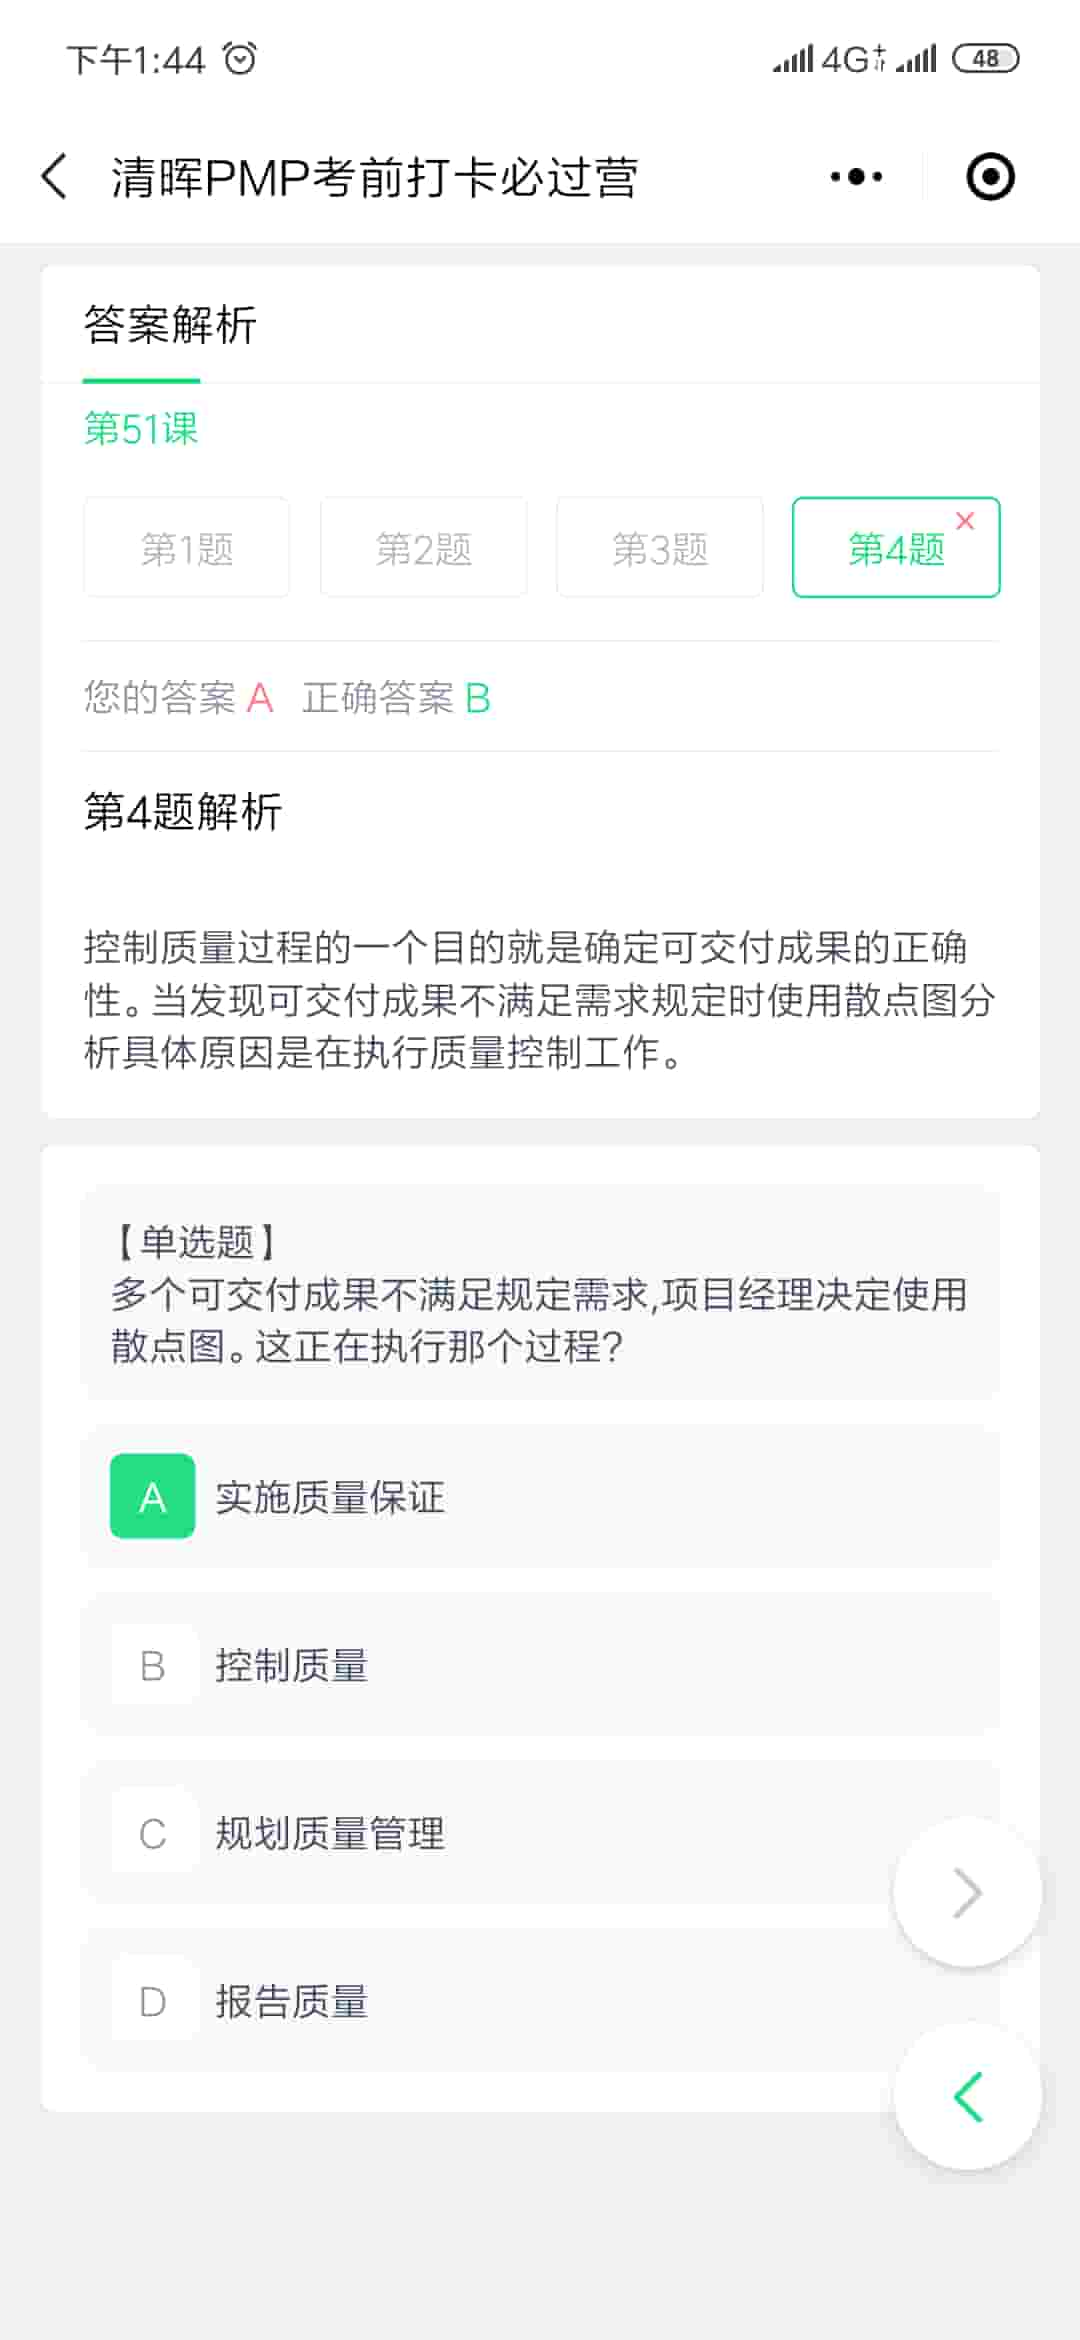 下午1:44
4G
48
清晖PMP考前打卡必过营
答案解析
第51课
第1题 第2题 第3题 第4题
您的答案 A 正确答案 B
第4题解析
控制质量过程的一个目的就是确定可交付成果的正确
性。当发现可交付成果不满足需求规定时使用散点图分
析具体原因是在执行质量控制工作。
【单选题】
多个可交付成果不满足规定需求,项目经理决定使用
散点图。这正在执行那个过程?
A 实施质量保证
B 控制质量
C 规划质量管理
D 报告质量